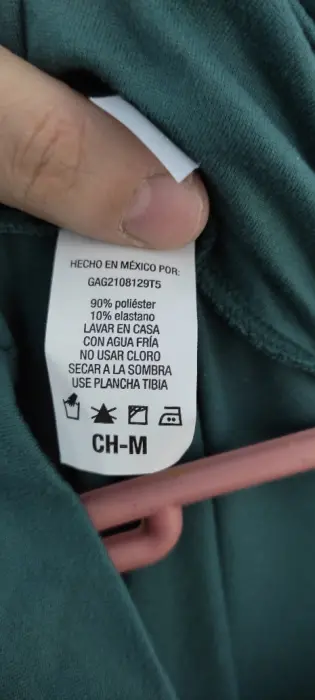 HECHO EN MÉXICO POR:
GAG2108129T5
90% poliéster
10% elastano
LAVAR EN CASA
CON AGUA FRÍA
NO USAR CLORO
SECAR A LA SOMBRA
USE PLANCHA TIBIA
CH-M